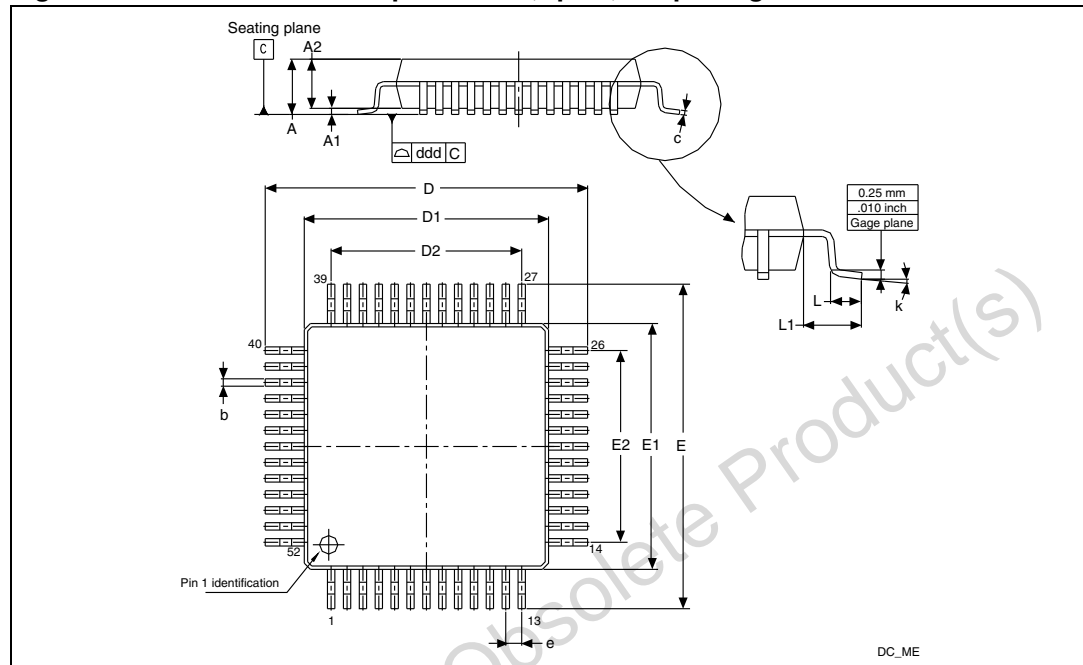 Seating plane
A2
C
A
A1
ddd C
c
D
D1
D2
0.25 mm
.010 inch
Gage plane
L
L1
k
39
27
40
26
b
E2
E1
E
52
14
Pin 1 identification
1
13
e
DC_ME
Obsolete Product(s)